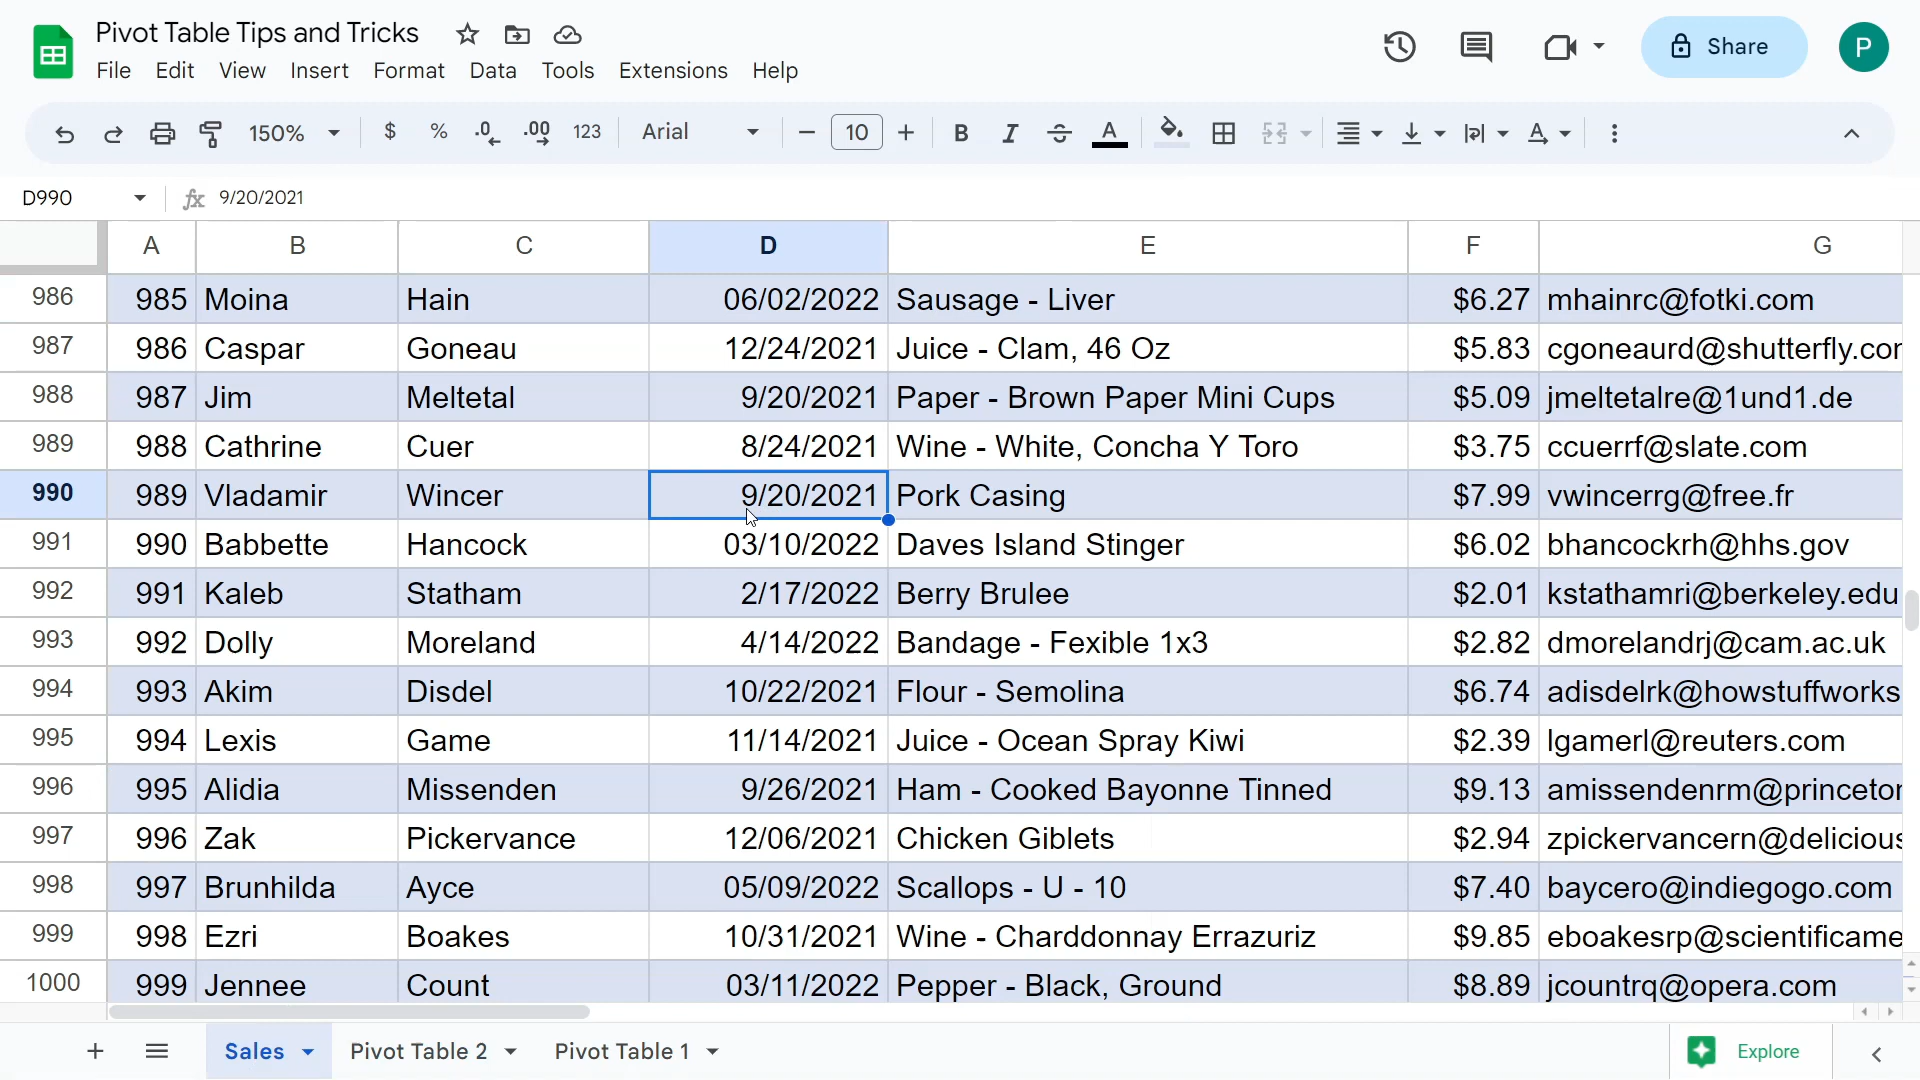 Pivot Table Tips and Tricks
File Edit View Insert Format Data Tools Extensions Help
Share
P
150% $ % .0 .00 123 Arial 10 B I S A A
D990 fx 9/20/2021
A B C D E F G
986 985 Moina Hain 06/02/2022 Sausage - Liver $6.27 mhainrc@fotki.com
987 986 Caspar Goneau 12/24/2021 Juice - Clam, 46 Oz $5.83 cgoneaurd@shutterfly.cor
988 987 Jim Meltetal 9/20/2021 Paper - Brown Paper Mini Cups $5.09 jmeltetalre@1und1.de
989 988 Cathrine Cuer 8/24/2021 Wine - White, Concha Y Toro $3.75 ccuerrf@slate.com
990 989 Vladamir Wincer 9/20/2021 Pork Casing $7.99 vwincerrg@free.fr
991 990 Babbette Hancock 03/10/2022 Daves Island Stinger $6.02 bhancockrh@hhs.gov
992 991 Kaleb Statham 2/17/2022 Berry Brulee $2.01 kstathamri@berkeley.edu
993 992 Dolly Moreland 4/14/2022 Bandage - Fexible 1x3 $2.82 dmorelandrj@cam.ac.uk
994 993 Akim Disdel 10/22/2021 Flour - Semolina $6.74 adisdelrk@howstuffworks
995 994 Lexis Game 11/14/2021 Juice - Ocean Spray Kiwi $2.39 lgamerl@reuters.com
996 995 Alidia Missenden 9/26/2021 Ham - Cooked Bayonne Tinned $9.13 amissendenrm@princetor
997 996 Zak Pickervance 12/06/2021 Chicken Giblets $2.94 zpickervancern@delicious
998 997 Brunhilda Ayce 05/09/2022 Scallops - U - 10 $7.40 baycero@indiegogo.com
999 998 Ezri Boakes 10/31/2021 Wine - Charddonnay Errazuriz $9.85 eboakesrp@scientificame
1000 999 Jennee Count 03/11/2022 Pepper - Black, Ground $8.89 jcountrq@opera.com
Sales Pivot Table 2 Pivot Table 1 Explore